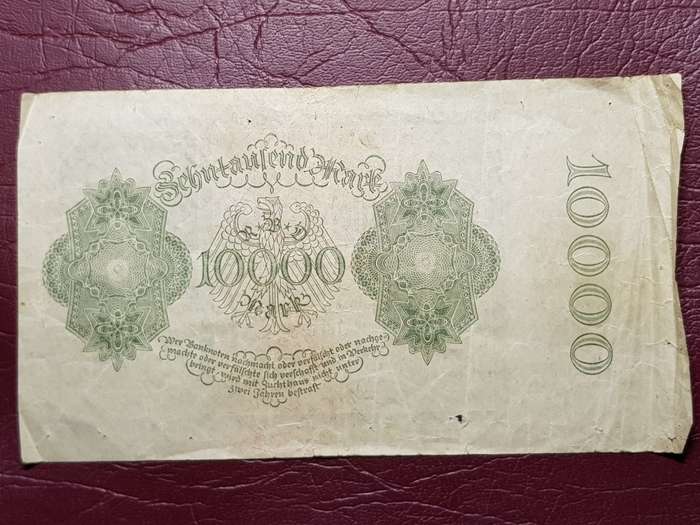 Zehntausend Mark
R B D
10000
Mark
Wer Banknoten nachmacht oder verfälscht oder nachge-
machte oder verfälschte sich verschafft und in Verkehr
bringt, wird mit Zuchthaus nicht unter
zwei Jahren bestraft
10000